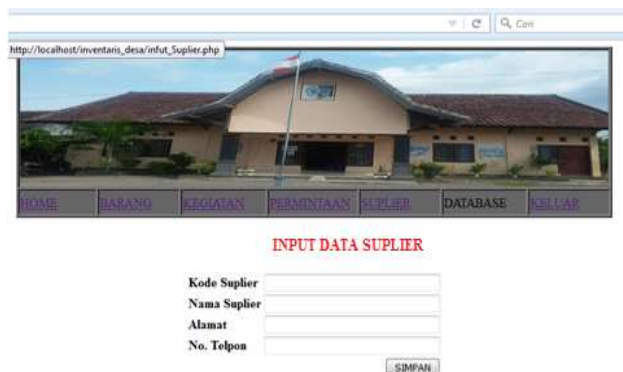 Cari
http://localhost/inventaris_desa/infut_Suplier.php
HOME BARANG KEGIATAN PERMINTAAN SUPLIER DATABASE KELUAR
INPUT DATA SUPLIER
Kode Suplier
Nama Suplier
Alamat
No. Telpon
SIMPAN